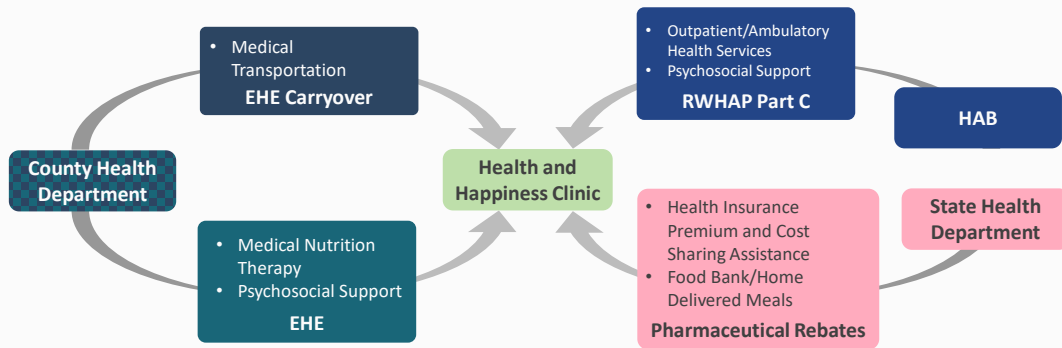 • Medical
Transportation
EHE Carryover
• Outpatient/Ambulatory
Health Services
• Psychosocial Support
RWHAP Part C
HAB
County Health
Department
Health and
Happiness Clinic
• Medical Nutrition
Therapy
• Psychosocial Support
EHE
• Health Insurance
Premium and Cost
Sharing Assistance
• Food Bank/Home
Delivered Meals
Pharmaceutical Rebates
State Health
Department